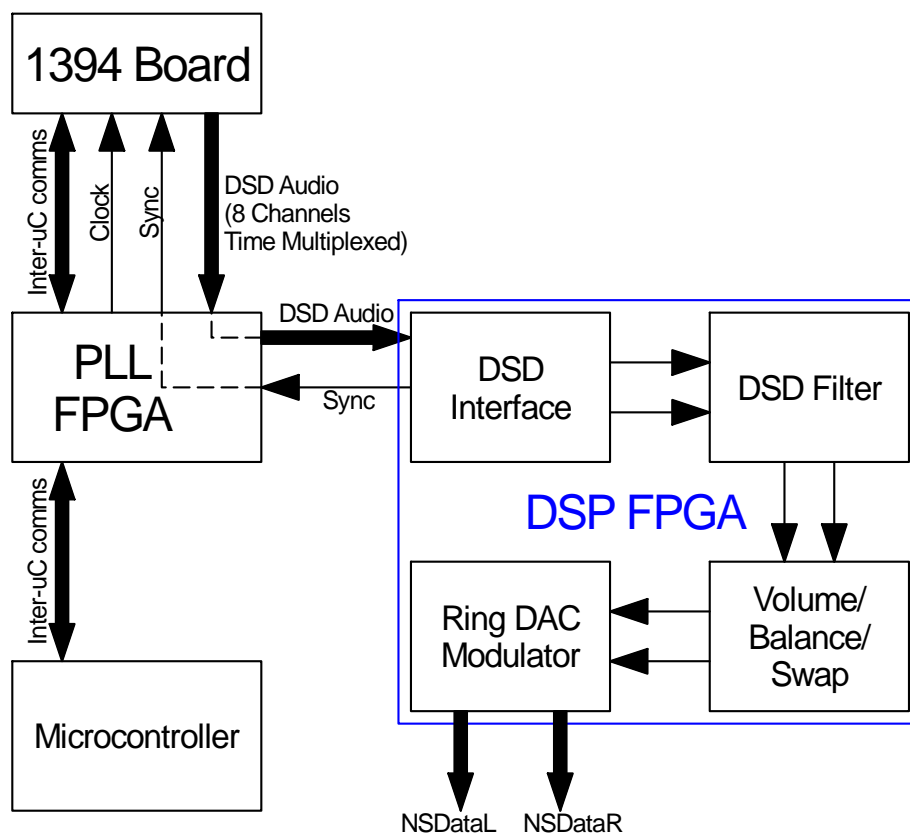 1394 Board
Inter-uC comms
Clock
Sync
DSD Audio
(8 Channels
Time Multiplexed)
DSD Audio
PLL
FPGA
Sync
DSD
Interface
DSD Filter
DSP FPGA
Inter-uC comms
Ring DAC
Modulator
Volume/
Balance/
Swap
Microcontroller
NSDataL
NSDataR